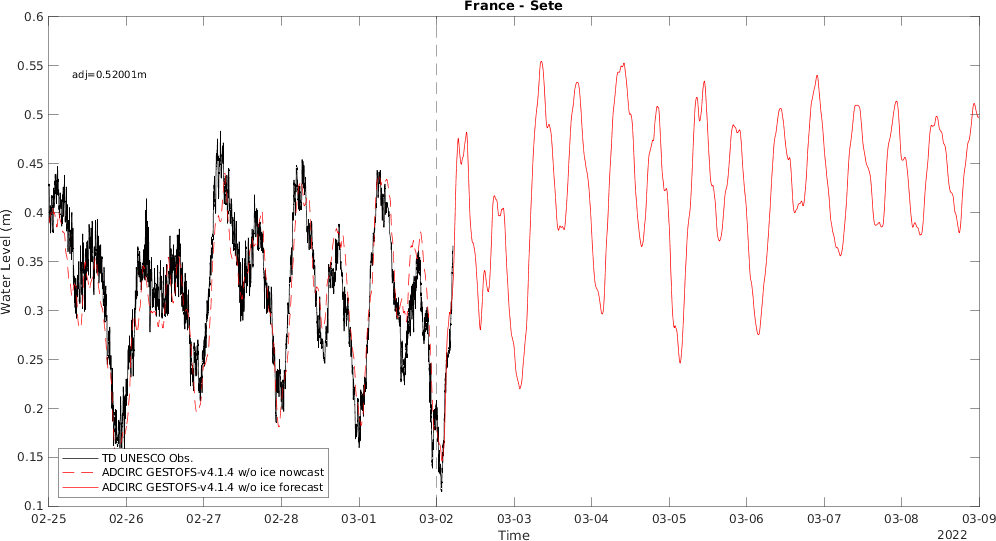 France - Sete
0.6
0.55
0.5
0.45
0.4
0.35
0.3
0.25
0.2
0.15
0.1
Water Level (m)
adj=0.52001m
TD UNESCO Obs.
ADCIRC GESTOFS-v4.1.4 w/o ice nowcast
ADCIRC GESTOFS-v4.1.4 w/o ice forecast
02-25 02-26 02-27 02-28 03-01 03-02 03-03 03-04 03-05 03-06 03-07 03-08 03-09
Time
2022